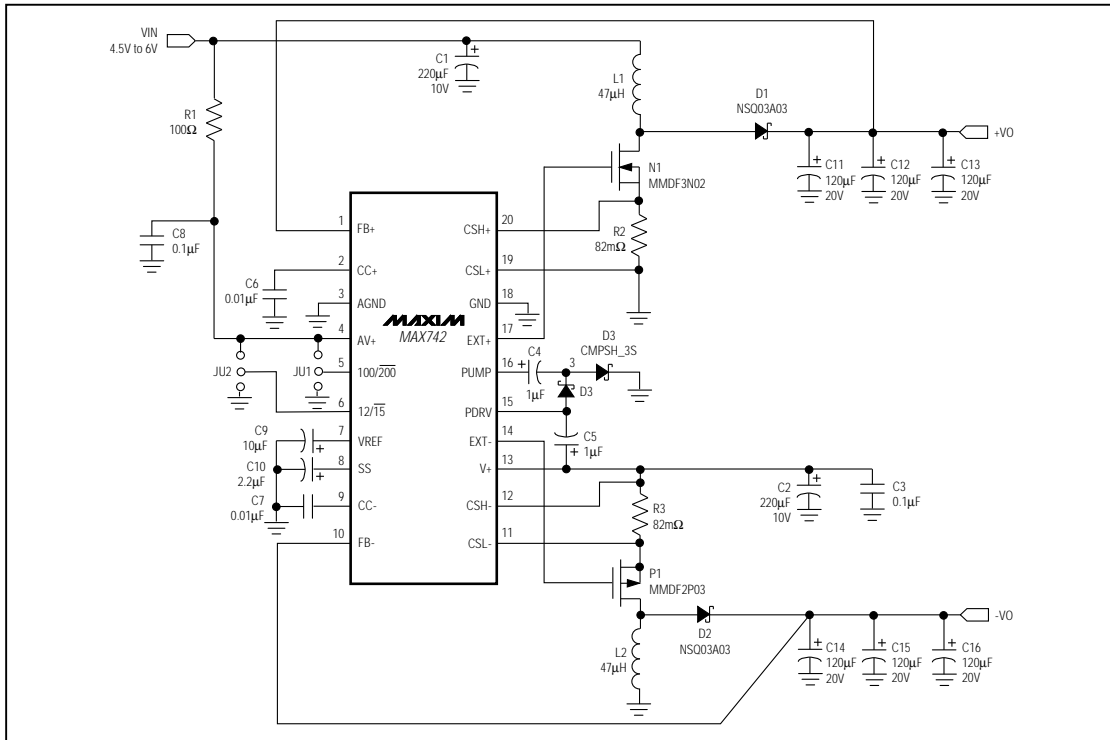 VIN
4.5V to 6V
C1
220µF
10V
L1
47µH
D1
NSQ03A03
+VO
R1
100Ω
C11
120µF
20V
C12
120µF
20V
C13
120µF
20V
N1
MMDF3N02
C8
0.1µF
R2
82mΩ
1
FB+
20
CSH+
2
CC+
19
CSL+
C6
0.01µF
3
AGND
18
GND
MAXIM
MAX742
4
AV+
17
EXT+
JU2
JU1
5
100/200
16
PUMP
C4
1µF
3
D3
CMPSH_3S
D3
6
12/15
15
PDRV
C5
1µF
C9
10µF
7
VREF
14
EXT-
C10
2.2µF
8
SS
13
V+
C7
0.01µF
9
CC-
12
CSH-
R3
82mΩ
C2
220µF
10V
C3
0.1µF
10
FB-
11
CSL-
P1
MMDF2P03
D2
NSQ03A03
-VO
L2
47µH
C14
120µF
20V
C15
120µF
20V
C16
120µF
20V